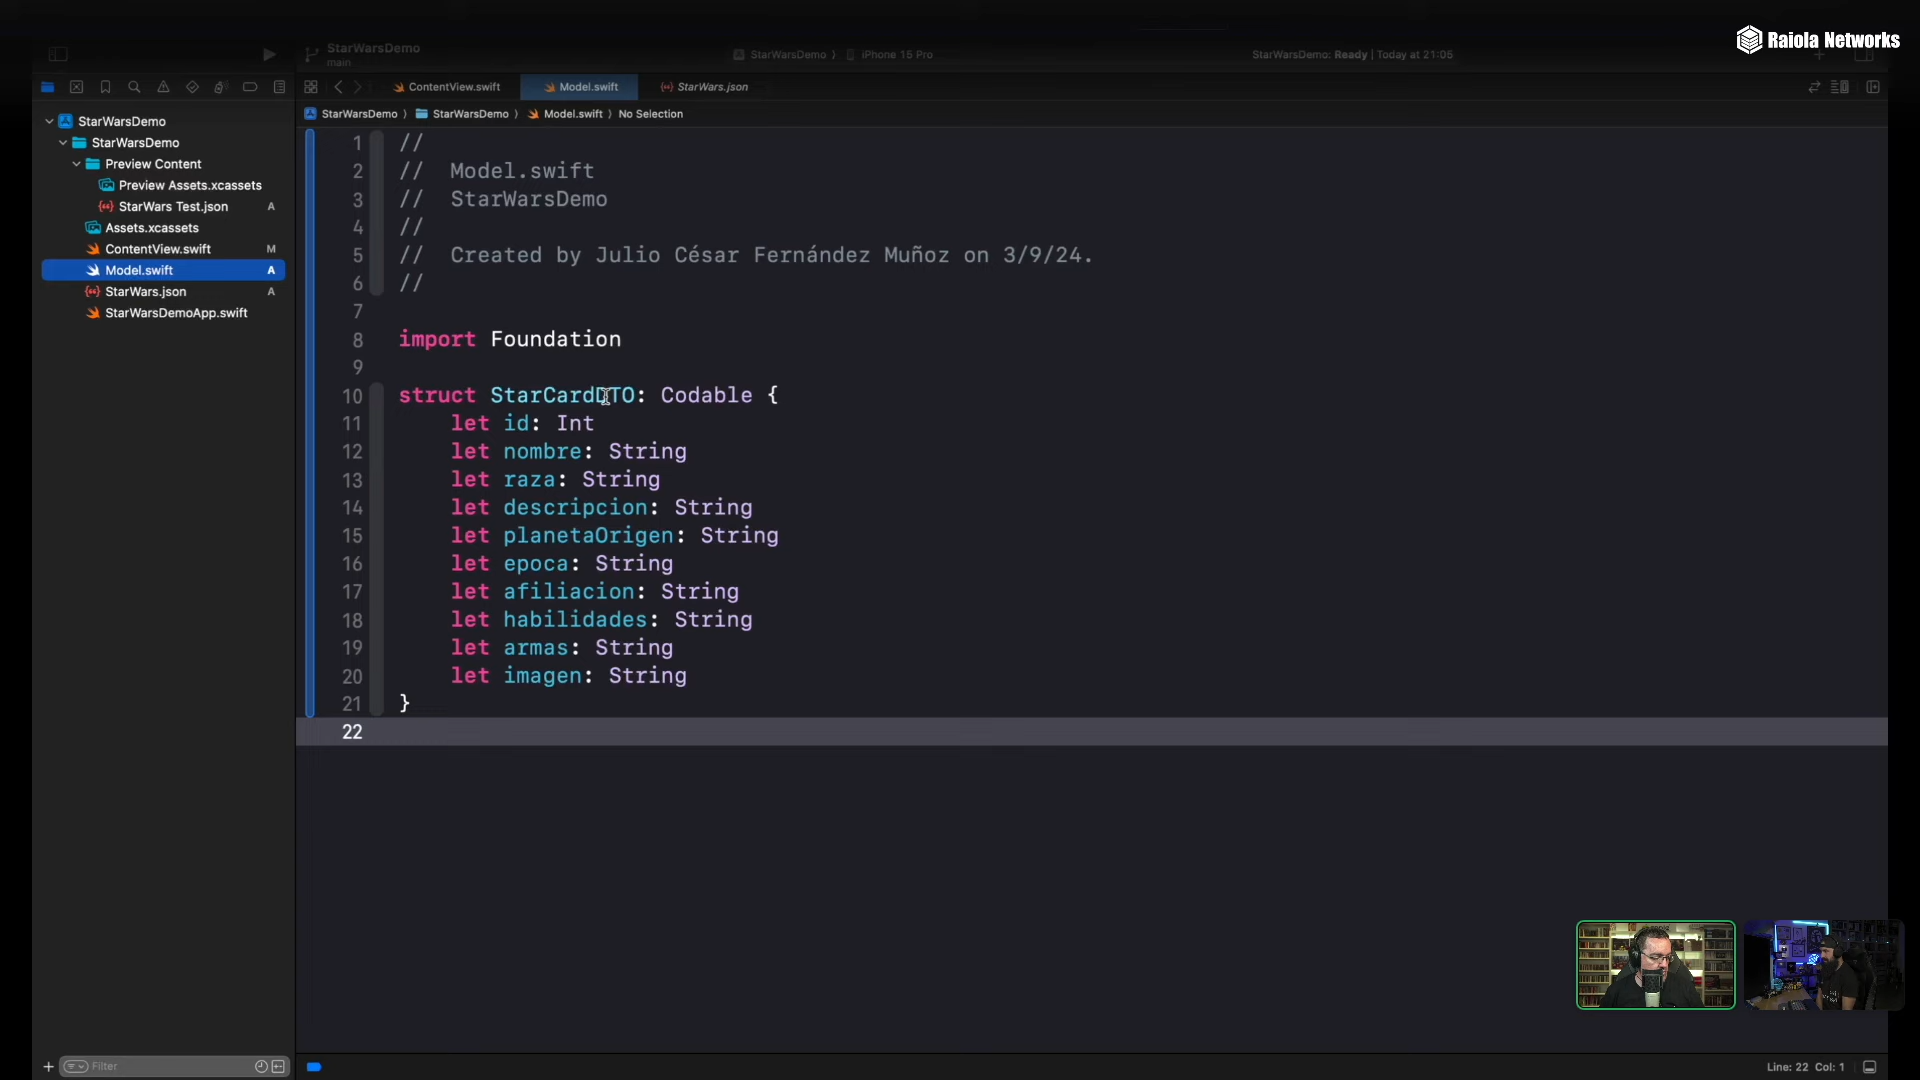 Raiola Networks
StarWarsDemo
main
StarWarsDemo
iPhone 15 Pro
StarWarsDemo: Ready | Today at 21:05
ContentView.swift
Model.swift
StarWars.json
StarWarsDemo
StarWarsDemo
Model.swift
No Selection
StarWarsDemo
StarWarsDemo
Preview Content
Preview Assets.xcassets
StarWars Test.json A
Assets.xcassets
ContentView.swift M
Model.swift A
StarWars.json A
StarWarsDemoApp.swift
1 //
2 // Model.swift
3 // StarWarsDemo
4 //
5 // Created by Julio César Fernández Muñoz on 3/9/24.
6 //
7
8 import Foundation
9
10 struct StarCardDTO: Codable {
11 let id: Int
12 let nombre: String
13 let raza: String
14 let descripcion: String
15 let planetaOrigen: String
16 let epoca: String
17 let afiliacion: String
18 let habilidades: String
19 let armas: String
20 let imagen: String
21 }
22
Filter
Line: 22 Col: 1